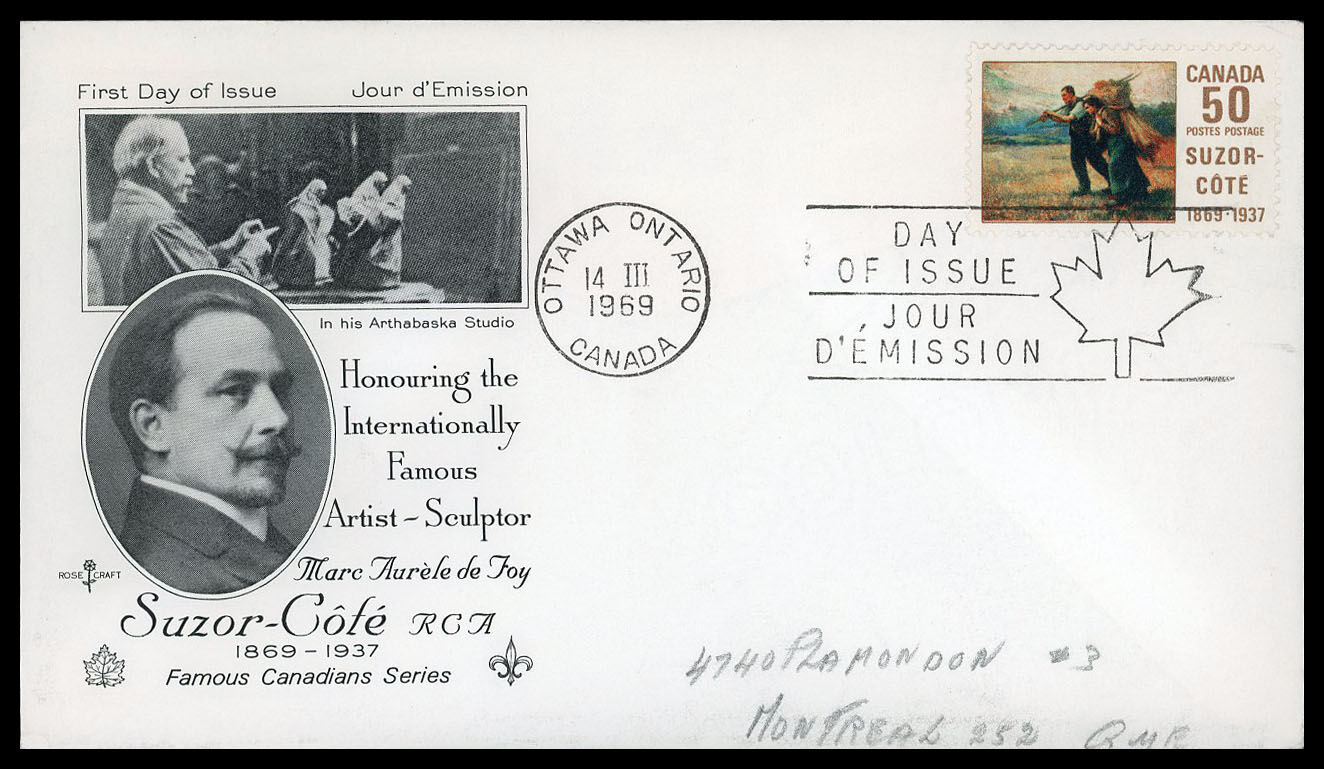 First Day of Issue Jour d'Emission
In his Arthabaska Studio
Honouring the
Internationally
Famous
Artist – Sculptor
Marc Aurèle de Foy
Suzor-Côté RCA
1869 – 1937
Famous Canadians Series
ROSE CRAFT
OTTAWA ONTARIO
14 III
1969
CANADA
CANADA
50
POSTES POSTAGE
SUZOR-
CÔTÉ
1869·1937
DAY
OF ISSUE
JOUR
D'ÉMISSION
4740 PLAMONDON #3
MONTREAL 252